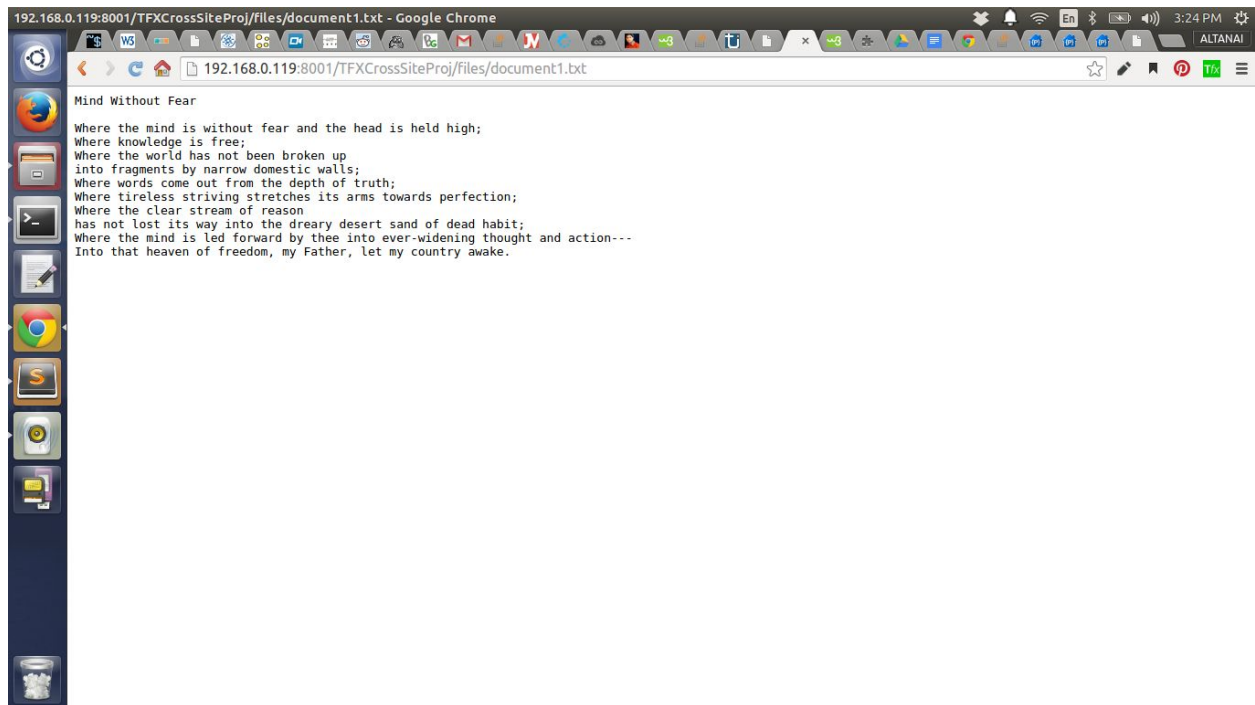 192.168.0.119:8001/TFXCrossSiteProj/files/document1.txt - Google Chrome
En
3:24 PM
W3
ALTANAI
192.168.0.119:8001/TFXCrossSiteProj/files/document1.txt
Tfx
Mind Without Fear
Where the mind is without fear and the head is held high;
Where knowledge is free;
Where the world has not been broken up
into fragments by narrow domestic walls;
Where words come out from the depth of truth;
Where tireless striving stretches its arms towards perfection;
Where the clear stream of reason
has not lost its way into the dreary desert sand of dead habit;
Where the mind is led forward by thee into ever-widening thought and action---
Into that heaven of freedom, my Father, let my country awake.